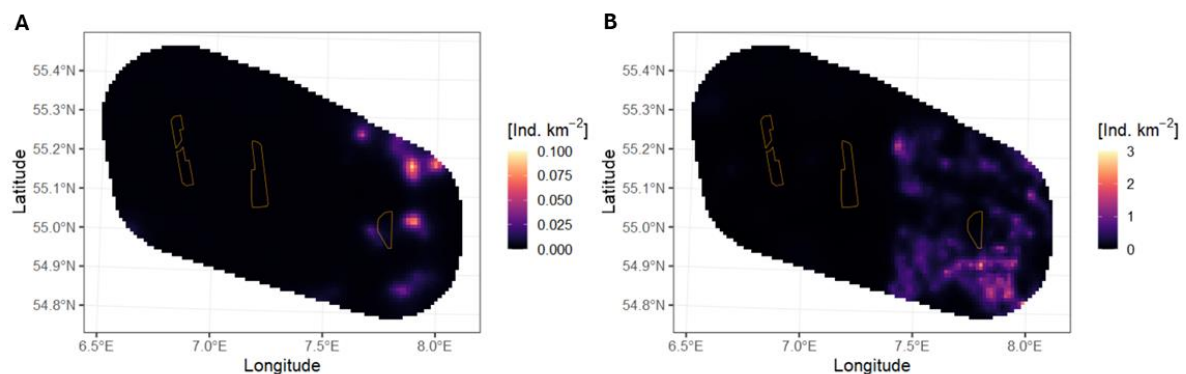 A
Latitude
55.4°N
55.3°N
55.2°N
55.1°N
55.0°N
54.9°N
54.8°N
6.5°E
7.0°E
7.5°E
8.0°E
Longitude
[Ind. km⁻²]
0.100
0.075
0.050
0.025
0.000
B
Latitude
55.4°N
55.3°N
55.2°N
55.1°N
55.0°N
54.9°N
54.8°N
6.5°E
7.0°E
7.5°E
8.0°E
Longitude
[Ind. km⁻²]
3
2
1
0